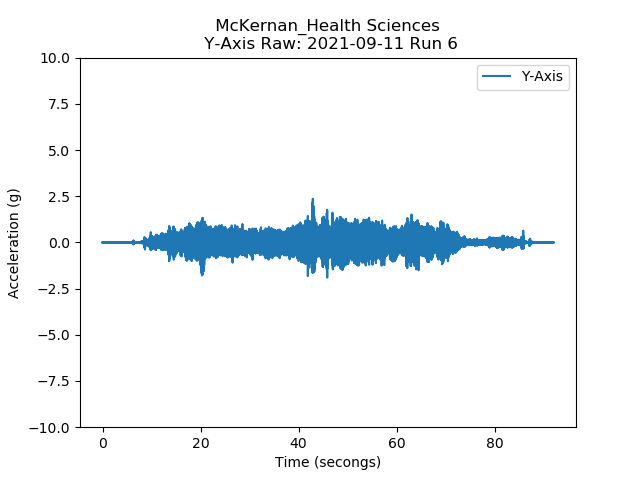 McKernan_Health Sciences
Y-Axis Raw: 2021-09-11 Run 6
Y-Axis
10.0
7.5
5.0
2.5
0.0
−2.5
−5.0
−7.5
−10.0
Acceleration (g)
0
20
40
60
80
Time (secongs)